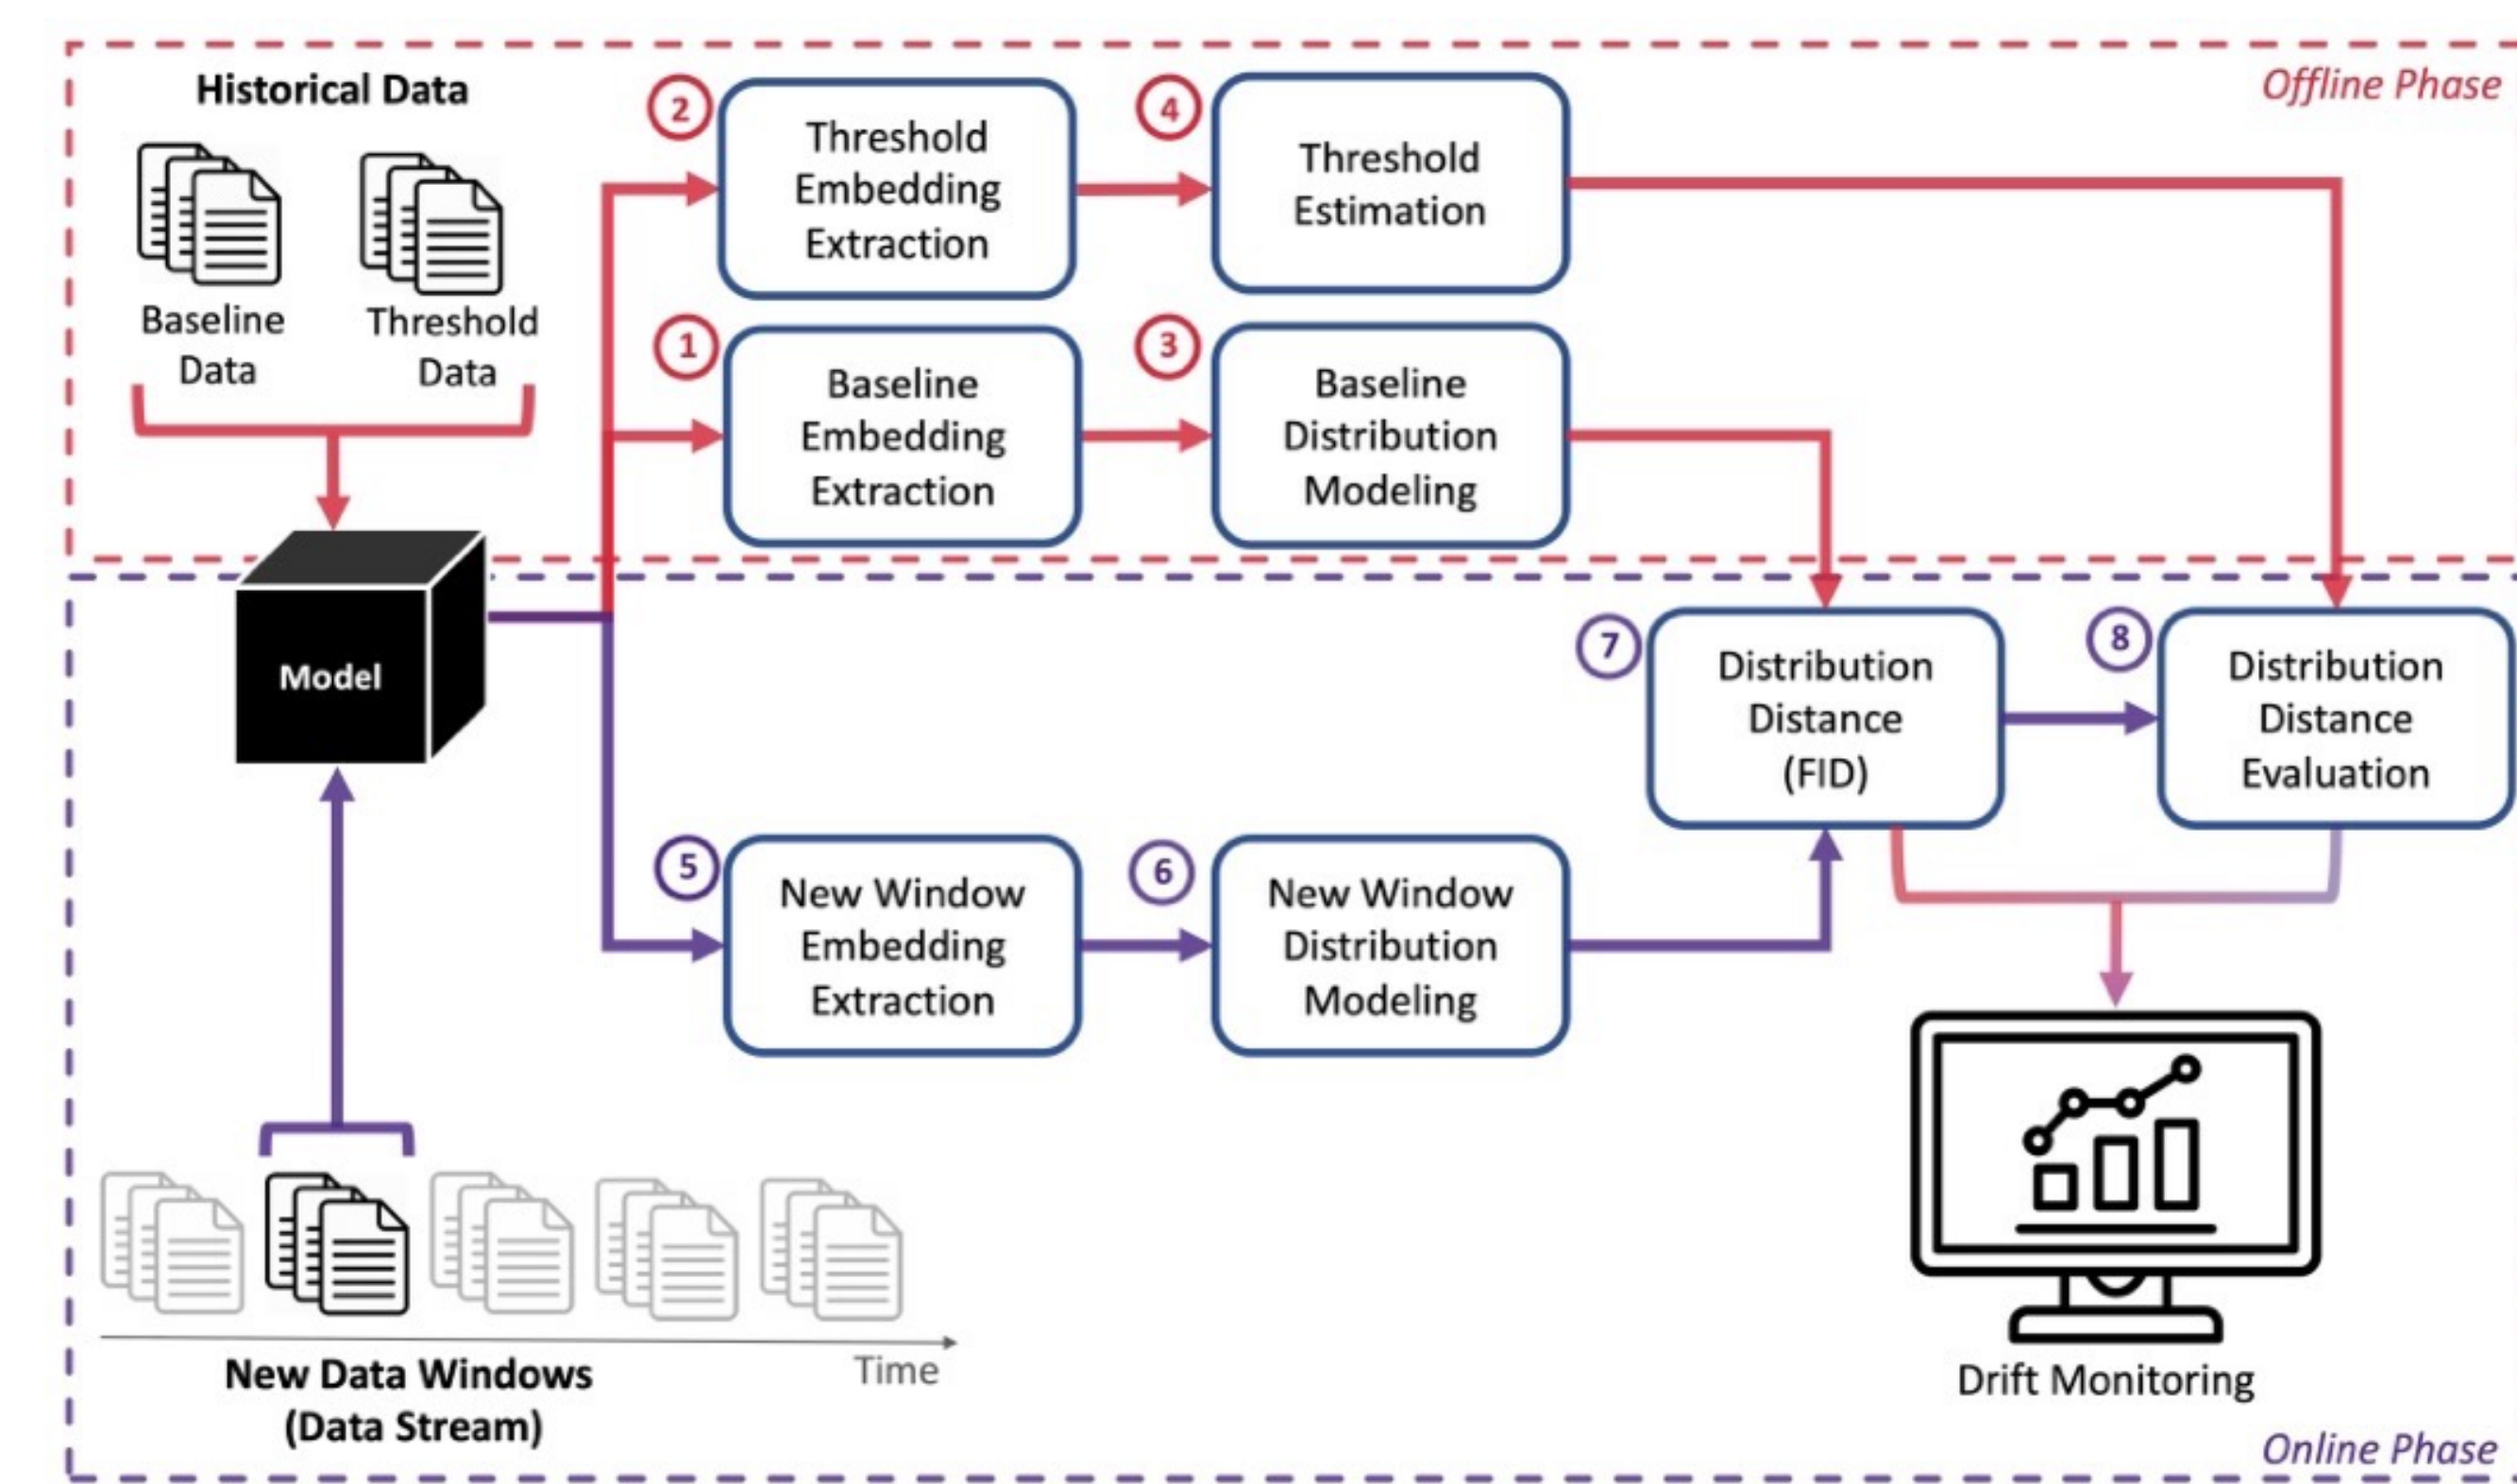 Historical Data
Offline Phase
Baseline
Data
Threshold
Data
2
Threshold
Embedding
Extraction
4
Threshold
Estimation
1
Baseline
Embedding
Extraction
3
Baseline
Distribution
Modeling
Model
7
Distribution
Distance
(FID)
8
Distribution
Distance
Evaluation
5
New Window
Embedding
Extraction
6
New Window
Distribution
Modeling
Time
New Data Windows
(Data Stream)
Drift Monitoring
Online Phase